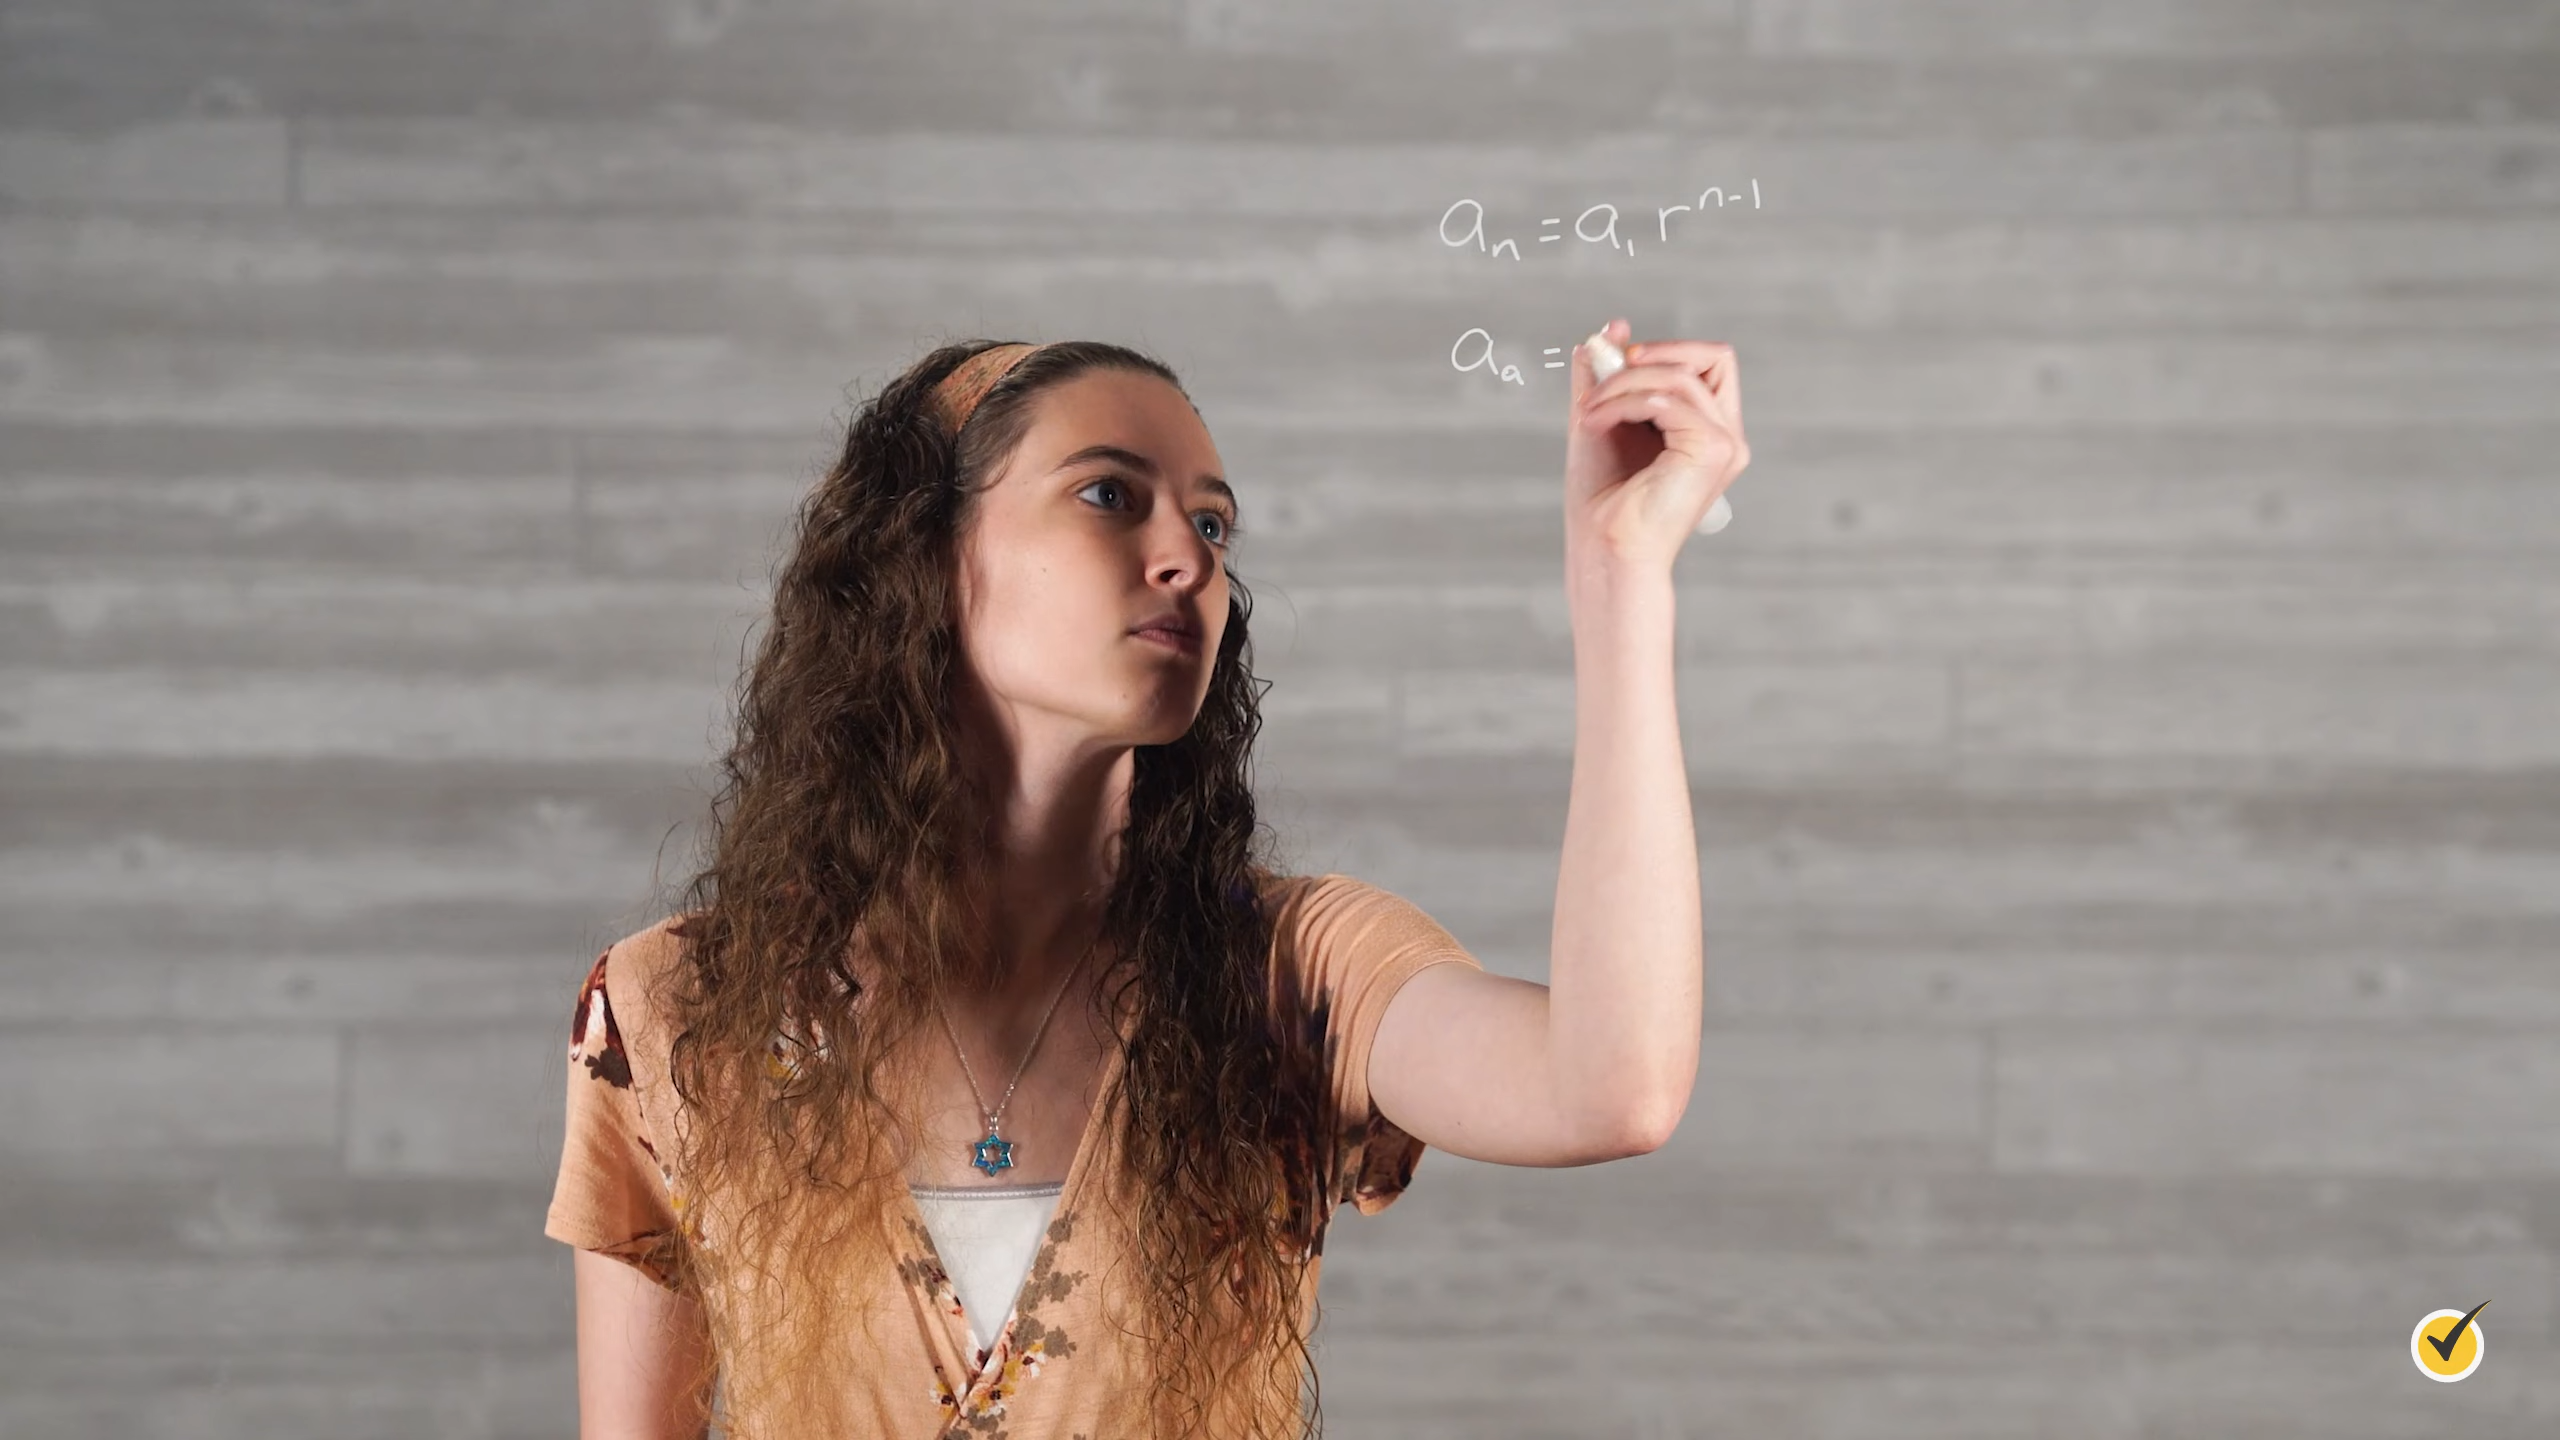 aₙ = a₁ rⁿ⁻¹
aₐ =